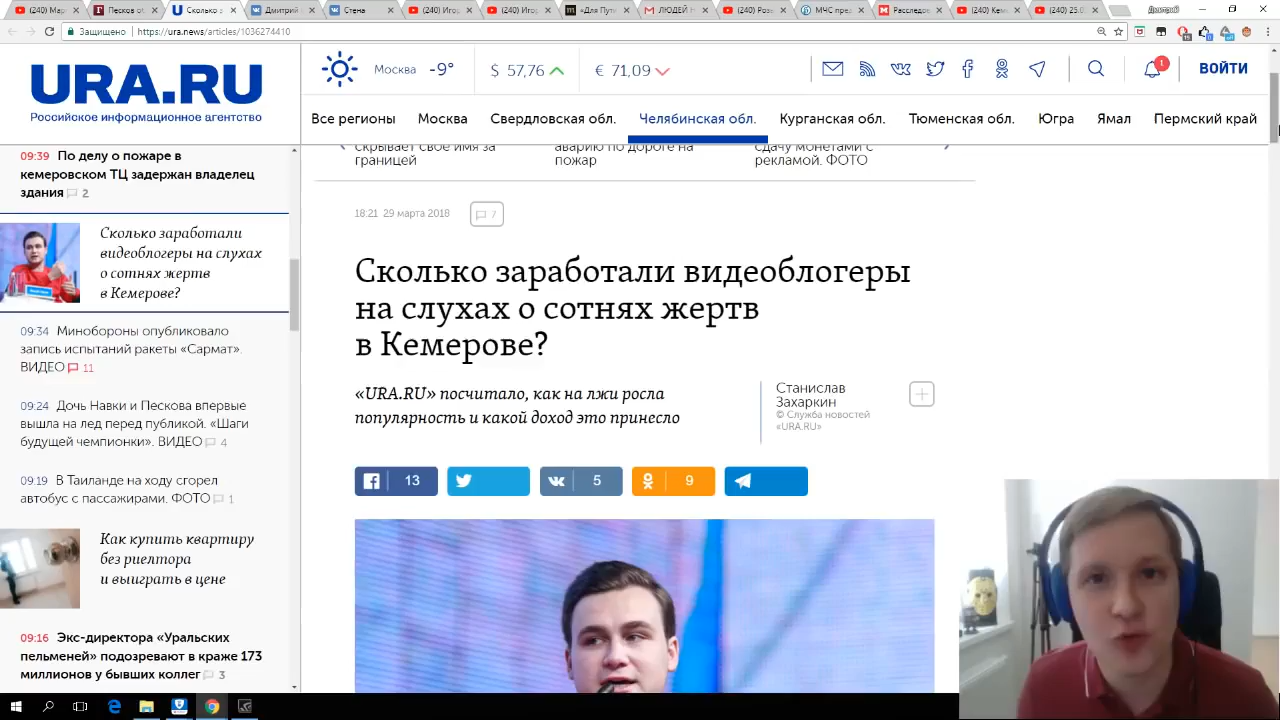 (240) Мар
Песков от
Сколько з
Дмитрий
Стена
(240) Игор
(240) Игор
«Для Пути
ЛЮДЕЙ Н
(240) Розы
МЧС пред
Расследов
(240) Кем
(240) 25.0
Дмитрий
Защищено
https://ura.news/articles/1036274410
URA.RU
Российское информационное агентство
Москва -9°
$ 57,76
€ 71,09
1
ВОЙТИ
Все регионы
Москва
Свердловская обл.
Челябинская обл.
Курганская обл.
Тюменская обл.
Югра
Ямал
Пермский край
09:39 По делу о пожаре в
кемеровском ТЦ задержан владелец
здания 2
Сколько заработали
видеоблогеры на слухах
о сотнях жертв
в Кемерове?
09:34 Минобороны опубликовало
запись испытаний ракеты «Сармат».
ВИДЕО 11
09:24 Дочь Навки и Пескова впервые
вышла на лед перед публикой. «Шаги
будущей чемпионки». ВИДЕО 4
09:19 В Таиланде на ходу сгорел
автобус с пассажирами. ФОТО 1
Как купить квартиру
без риелтора
и выиграть в цене
09:16 Экс-директора «Уральских
пельменей» подозревают в краже 173
миллионов у бывших коллег 3
скрывает свое имя за
границей
аварию по дороге на
пожар
сдачу монетами с
рекламой. ФОТО
18:21 29 марта 2018
7
Сколько заработали видеоблогеры
на слухах о сотнях жертв
в Кемерове?
«URA.RU» посчитало, как на лжи росла
популярность и какой доход это принесло
Станислав
Захаркин
© Служба новостей
«URA.RU»
13
5
9